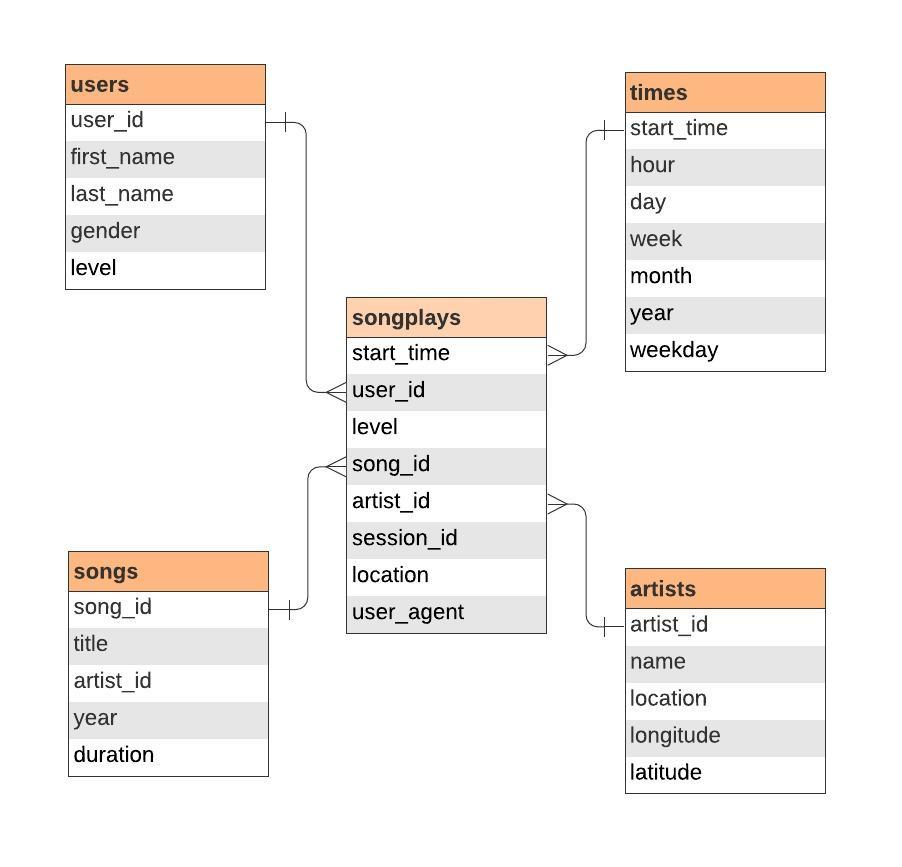 users
user_id
first_name
last_name
gender
level
times
start_time
hour
day
week
month
year
weekday
songplays
start_time
user_id
level
song_id
artist_id
session_id
location
user_agent
songs
song_id
title
artist_id
year
duration
artists
artist_id
name
location
longitude
latitude